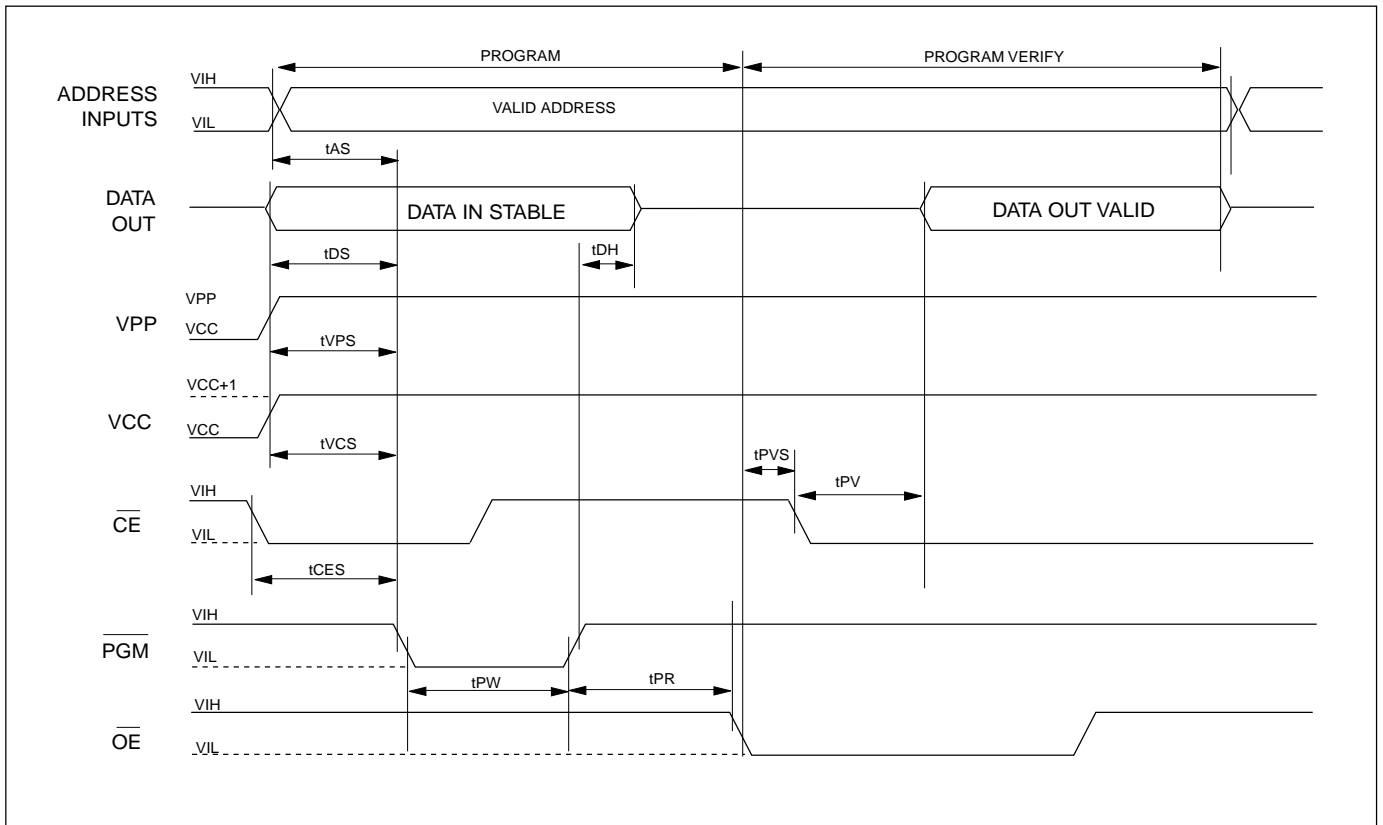 PROGRAM
PROGRAM VERIFY
VIH
ADDRESS
INPUTS
VALID ADDRESS
VIL
tAS
DATA
OUT
DATA IN STABLE
DATA OUT VALID
tDS
tDH
VPP
VPP
VCC
tVPS
VCC+1
VCC
VCC
tVCS
tPVS
tPV
VIH
CE
VIL
tCES
VIH
PGM
VIL
tPW
tPR
VIH
OE
VIL